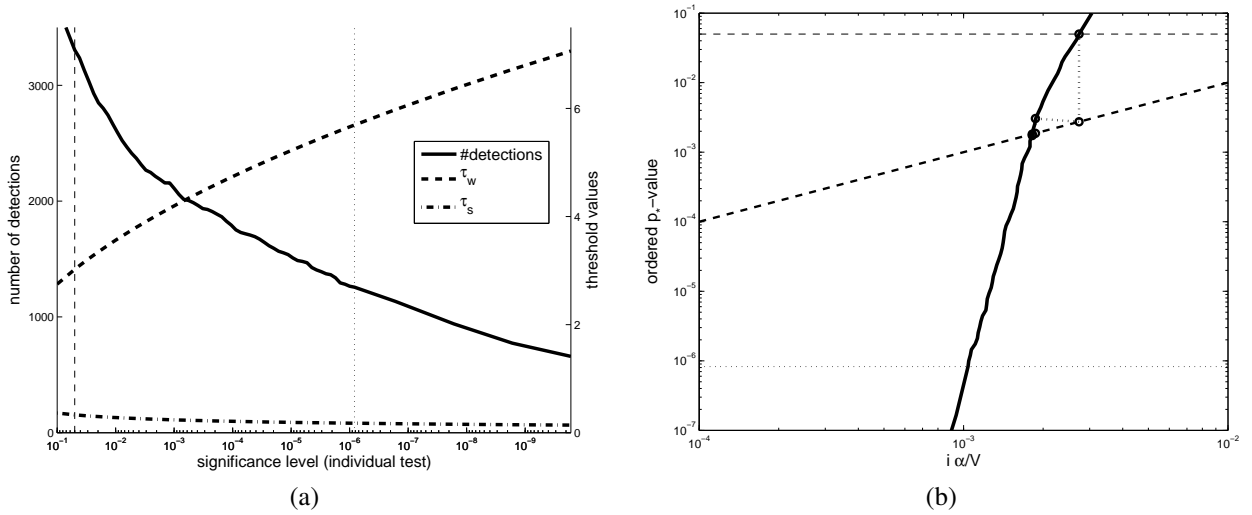 3000
2000
1000
0
number of detections
6
4
2
0
threshold values
#detections
τw
τs
10⁻¹ 10⁻² 10⁻³ 10⁻⁴ 10⁻⁵ 10⁻⁶ 10⁻⁷ 10⁻⁸ 10⁻⁹
significance level (individual test)
(a)
10⁻¹
10⁻²
10⁻³
10⁻⁴
10⁻⁵
10⁻⁶
10⁻⁷
ordered p*−value
10⁻⁴ 10⁻³ 10⁻²
i α/V
(b)